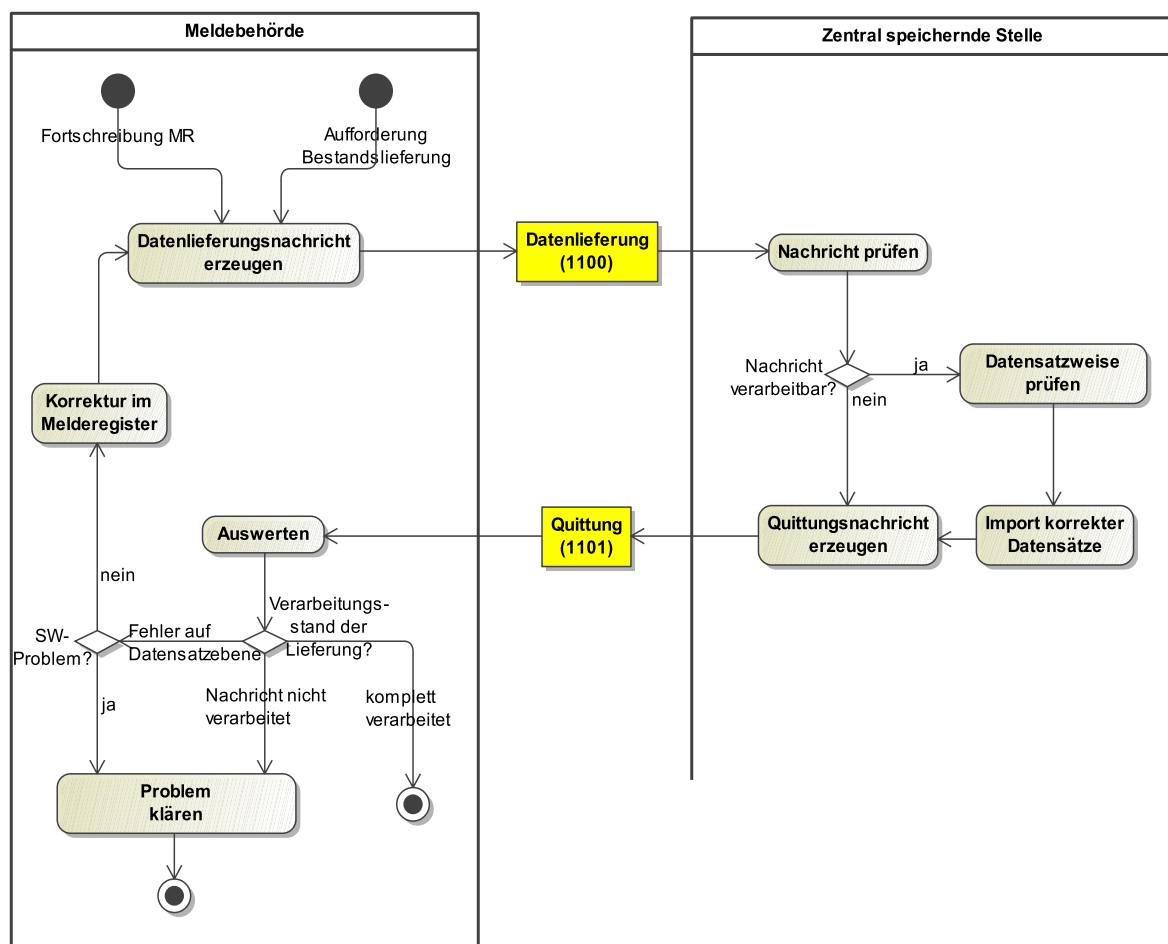 Meldebehörde
Zentral speichernde Stelle
Fortschreibung MR
Aufforderung
Bestandslieferung
Datenlieferungsnachricht
erzeugen
Datenlieferung
(1100)
Nachricht prüfen
Nachricht
verarbeitbar?
ja
nein
Datensatzweise
prüfen
Korrektur im
Melderegister
Auswerten
Quittung
(1101)
Quittungsnachricht
erzeugen
Import korrekter
Datensätze
nein
Verarbeitungs-
stand der
Lieferung?
SW-
Problem?
Fehler auf
Datensatzebene
ja
Nachricht nicht
verarbeitet
komplett
verarbeitet
Problem
klären